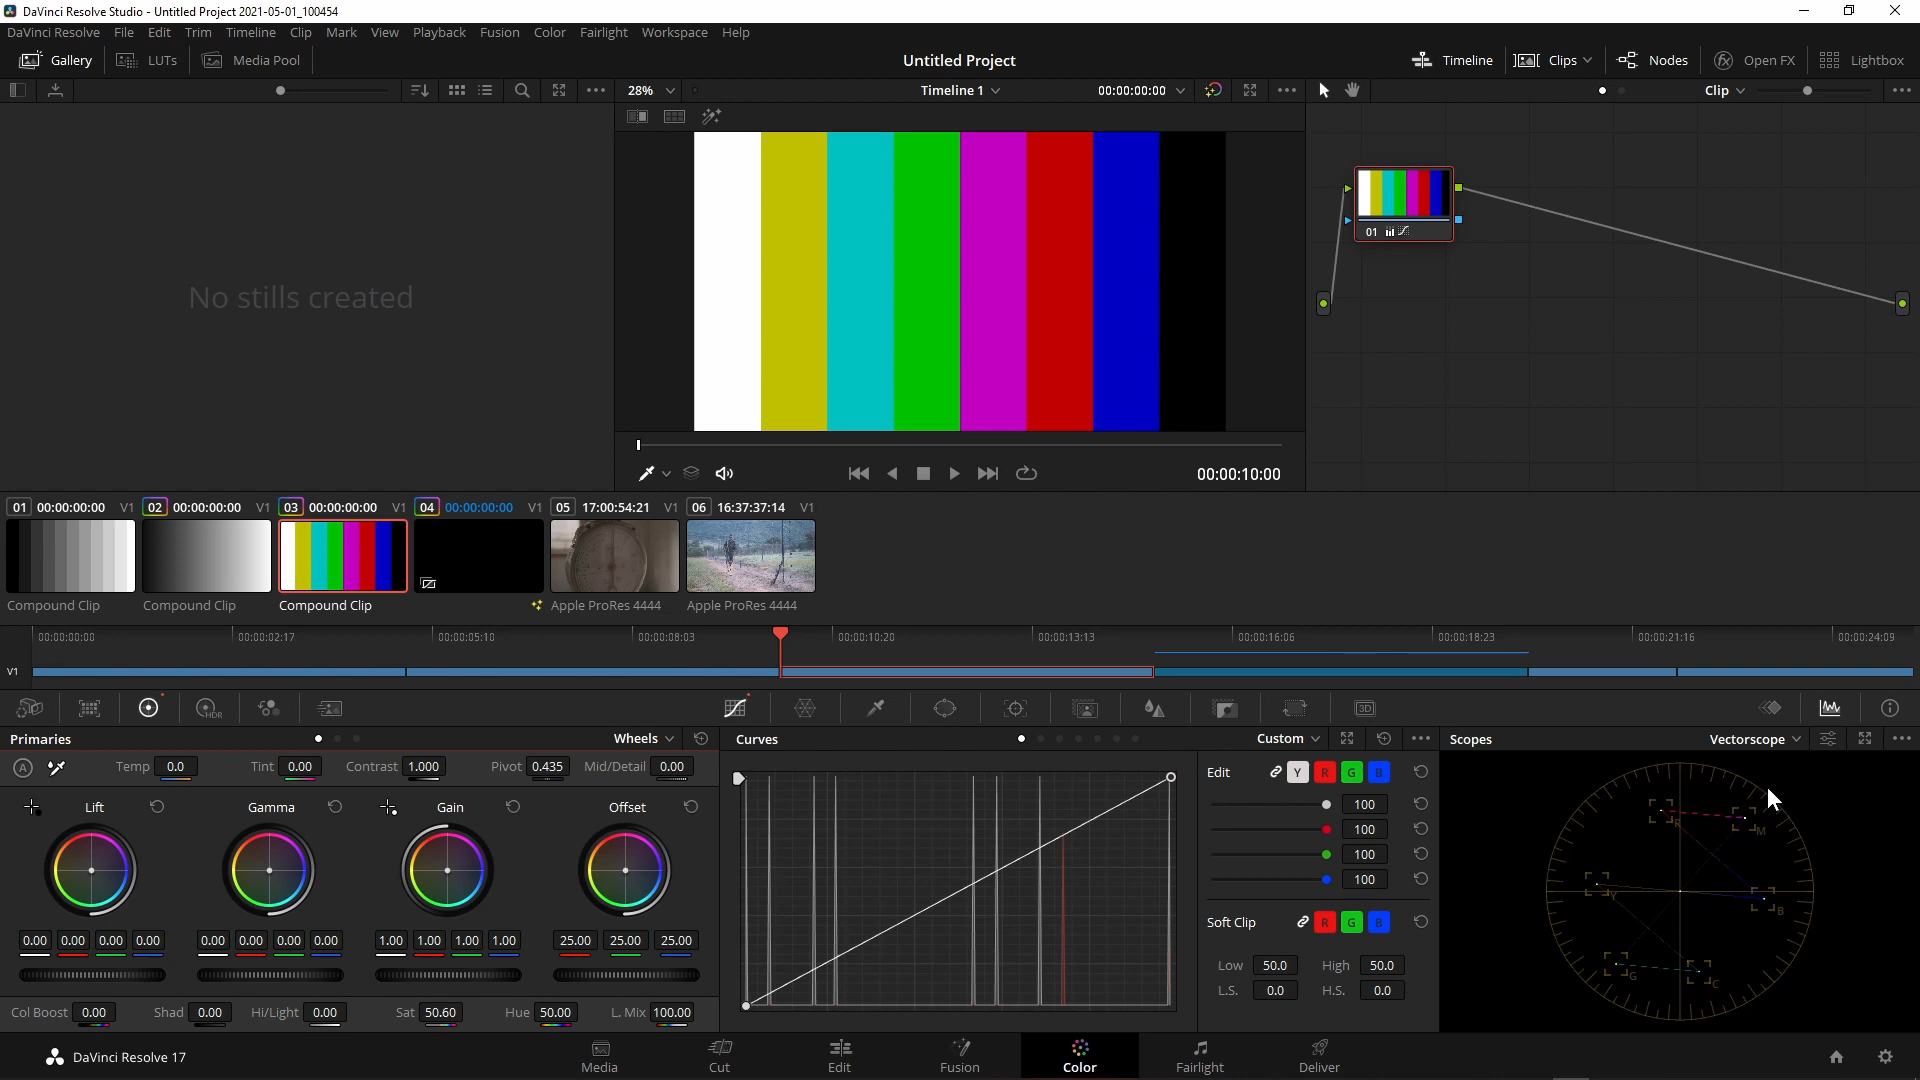 DaVinci Resolve Studio - Untitled Project 2021-05-01_100454
DaVinci Resolve File Edit Trim Timeline Clip Mark View Playback Fusion Color Fairlight Workspace Help
Gallery LUTs Media Pool Untitled Project Timeline Clips Nodes Open FX Lightbox
28% Timeline 1 00:00:00:00 Clip
01
No stills created
00:00:10:00
01 00:00:00:00 V1 02 00:00:00:00 V1 03 00:00:00:00 V1 04 00:00:00:00 V1 05 17:00:54:21 V1 06 16:37:37:14 V1
Compound Clip Compound Clip Compound Clip Apple ProRes 4444 Apple ProRes 4444
00:00:00:00 00:00:02:17 00:00:05:10 00:00:08:03 00:00:10:20 00:00:13:13 00:00:16:06 00:00:18:23 00:00:21:16 00:00:24:09
V1
HDR 3D
Primaries Wheels Curves Custom Scopes Vectorscope
A Temp 0.0 Tint 0.00 Contrast 1.000 Pivot 0.435 Mid/Detail 0.00 Edit Y R G B
Lift Gamma Gain Offset 100
100
100
100
R M Y B G C
Soft Clip R G B
0.00 0.00 0.00 0.00 0.00 0.00 0.00 0.00 1.00 1.00 1.00 1.00 25.00 25.00 25.00
Low 50.0 High 50.0
L.S. 0.0 H.S. 0.0
Col Boost 0.00 Shad 0.00 Hi/Light 0.00 Sat 50.60 Hue 50.00 L. Mix 100.00
DaVinci Resolve 17 Media Cut Edit Fusion Color Fairlight Deliver